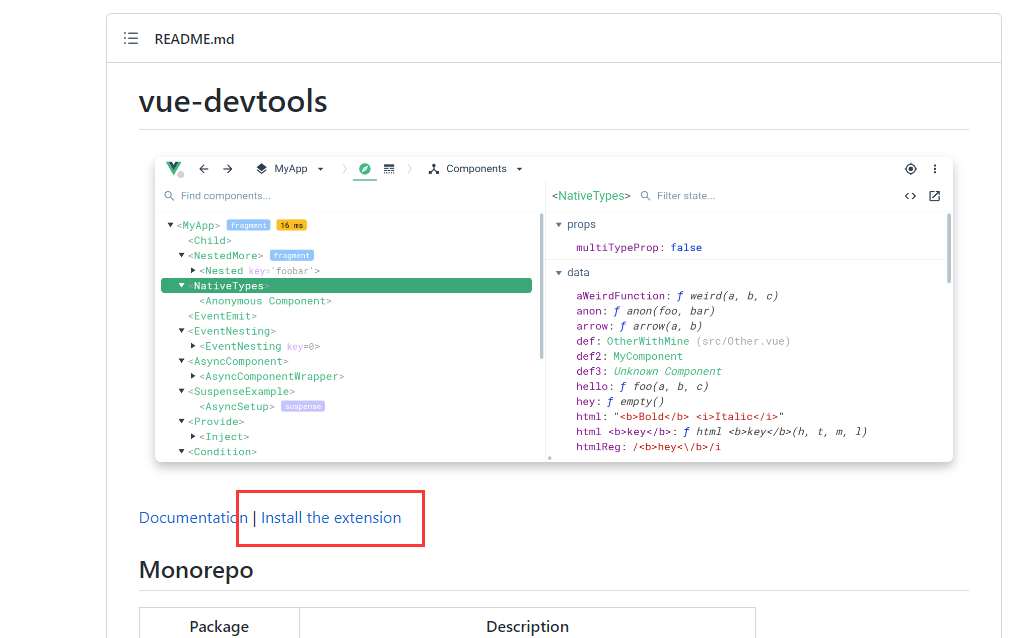 README.md
vue-devtools
MyApp
Components
Find components...
<NativeTypes>
Filter state...
<MyApp> fragment 16 ms
<Child>
<NestedMore> fragment
<Nested key='foobar'>
<NativeTypes>
<Anonymous Component>
<EventEmit>
<EventNesting>
<EventNesting key=0>
<AsyncComponent>
<AsyncComponentWrapper>
<SuspenseExample>
<AsyncSetup> suspense
<Provide>
<Inject>
<Condition>
props
multiTypeProp: false
data
aWeirdFunction: ƒ weird(a, b, c)
anon: ƒ anon(foo, bar)
arrow: ƒ arrow(a, b)
def: OtherWithMine (src/Other.vue)
def2: MyComponent
def3: Unknown Component
hello: ƒ foo(a, b, c)
hey: ƒ empty()
html: "<b>Bold</b> <i>Italic</i>"
html <b>key</b>: ƒ html <b>key</b>(h, t, m, l)
htmlReg: /<b>hey<\/b>/i
Documentation | Install the extension
Monorepo
Package Description